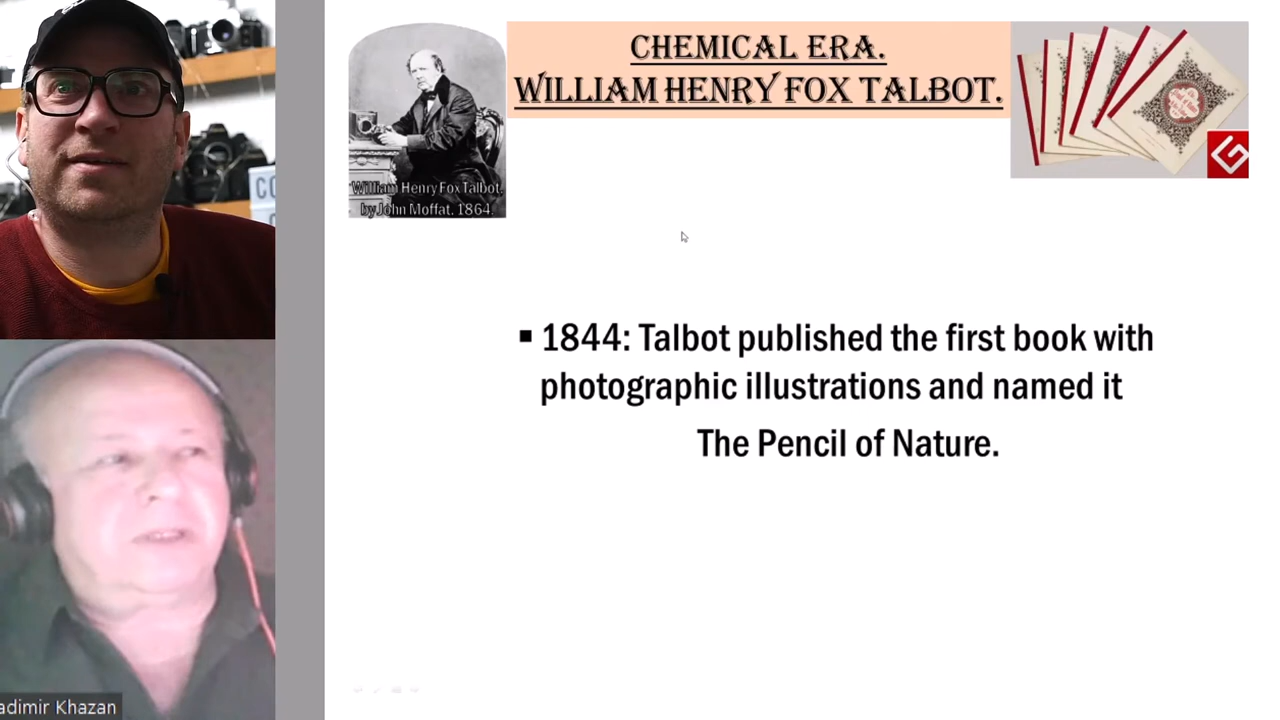 CHEMICAL ERA.
WILLIAM HENRY FOX TALBOT.
William Henry Fox Talbot.
by John Moffat. 1864.
▪ 1844: Talbot published the first book with
photographic illustrations and named it
The Pencil of Nature.
adimir Khazan